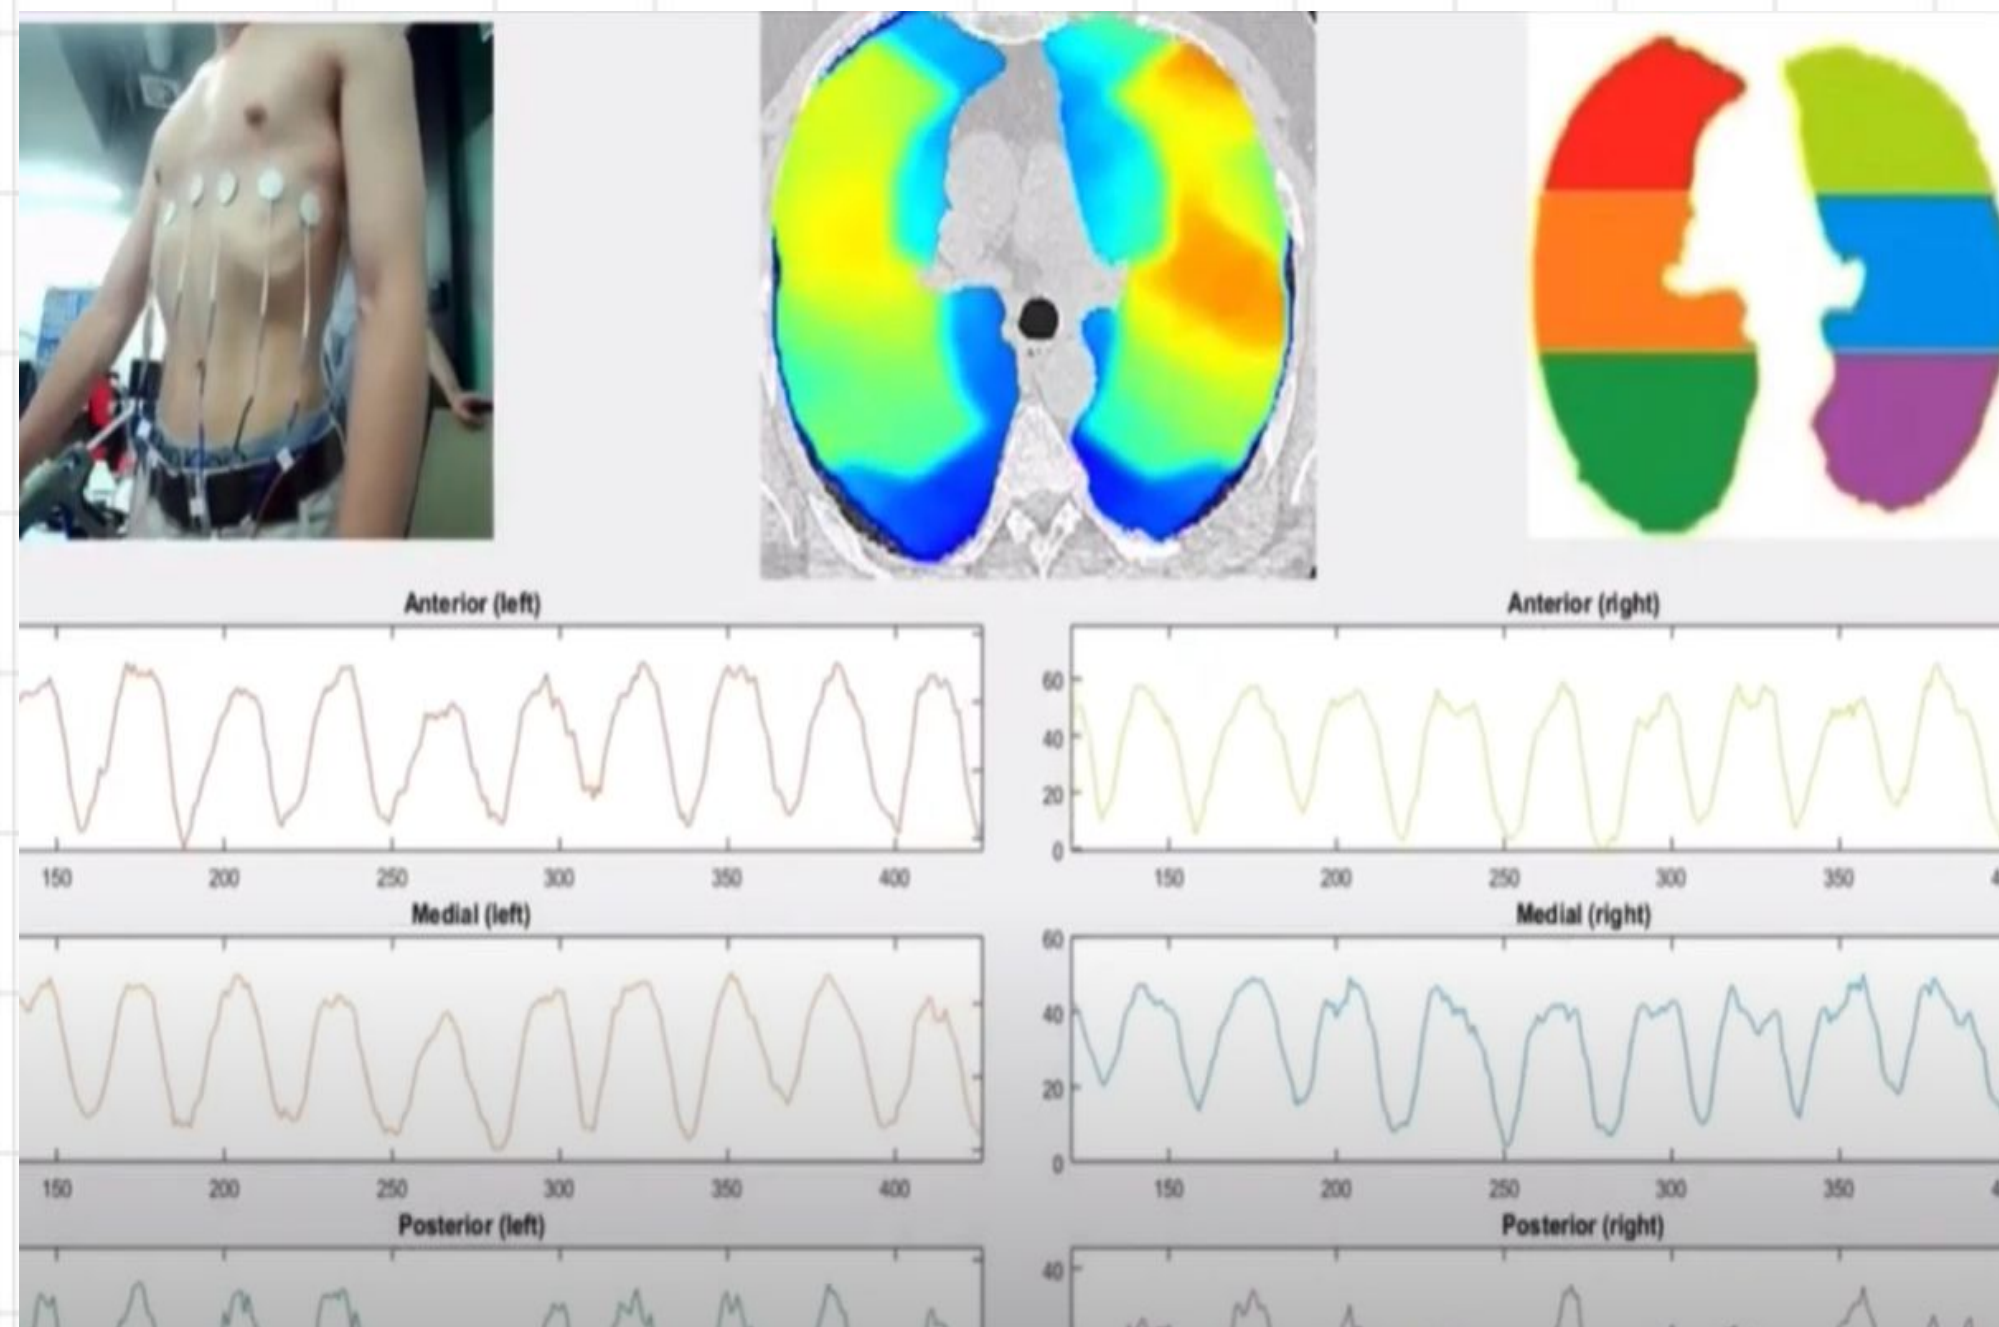 Anterior (left)
Anterior (right)
60
40
20
0
150 200 250 300 350 400
150 200 250 300 350
Medial (left)
Medial (right)
60
40
20
0
150 200 250 300 350 400
150 200 250 300 350
Posterior (left)
Posterior (right)
40